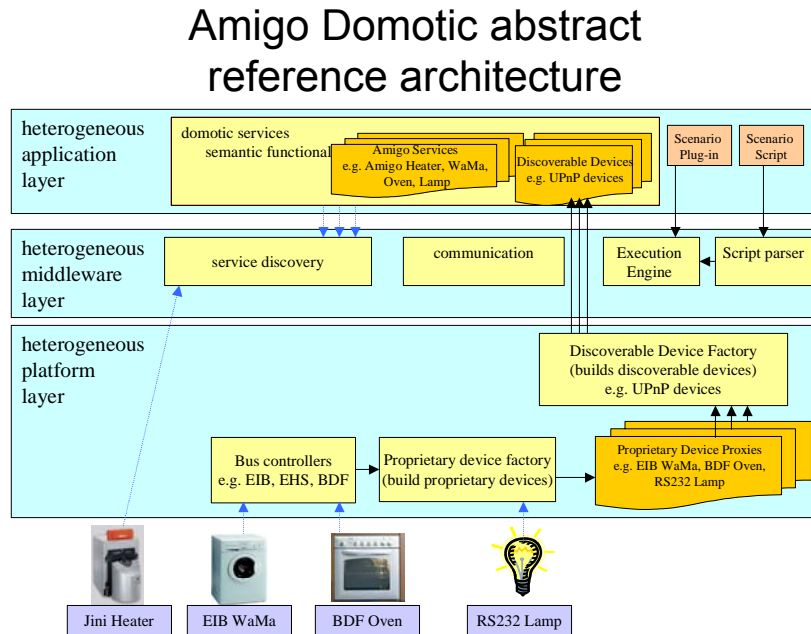 Amigo Domotic abstract
reference architecture
heterogeneous
application
layer
domotic services
semantic functional
Amigo Services
e.g. Amigo Heater, WaMa,
Oven, Lamp
Discoverable Devices
e.g. UPnP devices
Scenario
Plug-in
Scenario
Script
heterogeneous
middleware
layer
service discovery
communication
Execution
Engine
Script parser
heterogeneous
platform
layer
Discoverable Device Factory
(builds discoverable devices)
e.g. UPnP devices
Bus controllers
e.g. EIB, EHS, BDF
Proprietary device factory
(build proprietary devices)
Proprietary Device Proxies
e.g. EIB WaMa, BDF Oven,
RS232 Lamp
Jini Heater
EIB WaMa
BDF Oven
RS232 Lamp